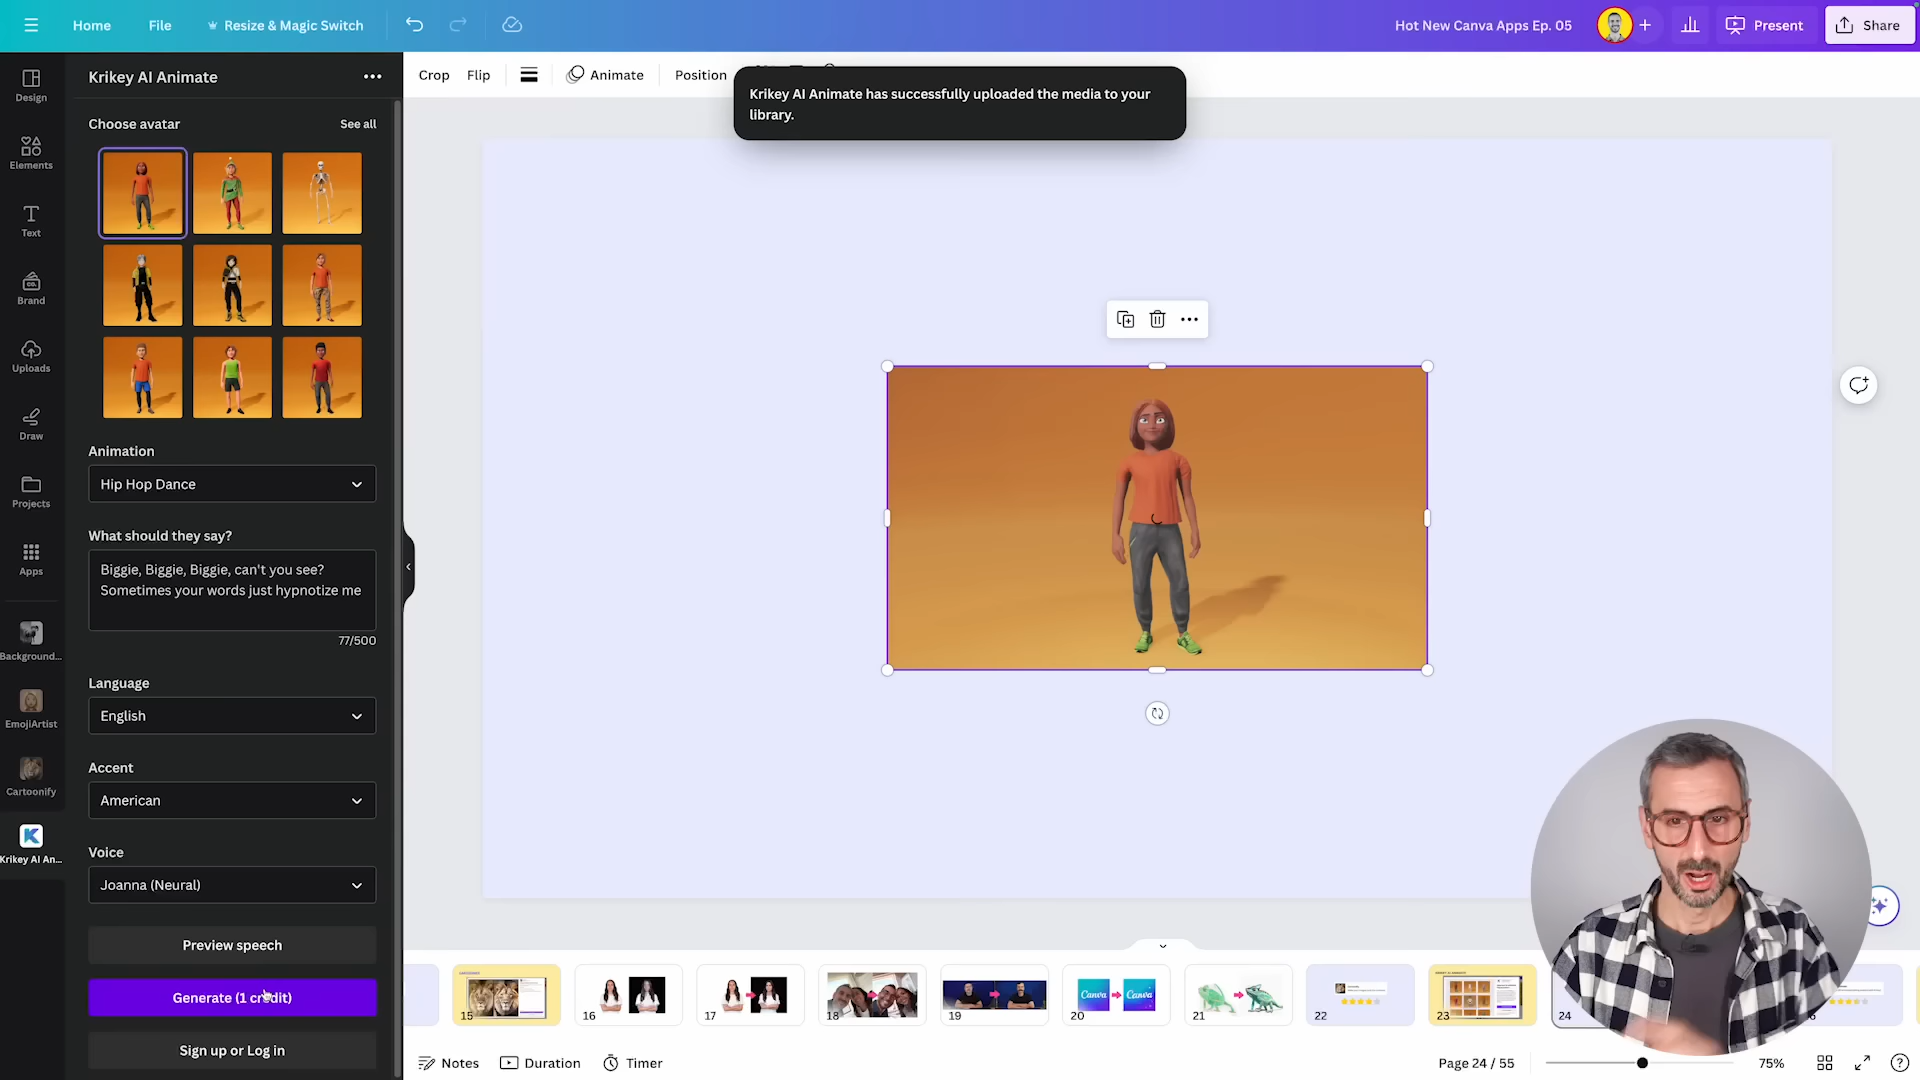 Home
File
Resize & Magic Switch
Hot New Canva Apps Ep. 05
Present
Share
Design
Elements
Text
Brand
Uploads
Draw
Projects
Apps
Background...
EmojiArtist
Cartoonify
Krikey AI An...
Krikey AI Animate
Choose avatar
See all
Animation
Hip Hop Dance
What should they say?
Biggie, Biggie, Biggie, can't you see?
Sometimes your words just hypnotize me
77/500
Language
English
Accent
American
Voice
Joanna (Neural)
Preview speech
Generate (1 credit)
Sign up or Log in
Crop
Flip
Animate
Position
Krikey AI Animate has successfully uploaded the media to your
library.
15
16
17
18
19
Canva
Canva
20
21
22
23
24
Notes
Duration
Timer
Page 24 / 55
75%